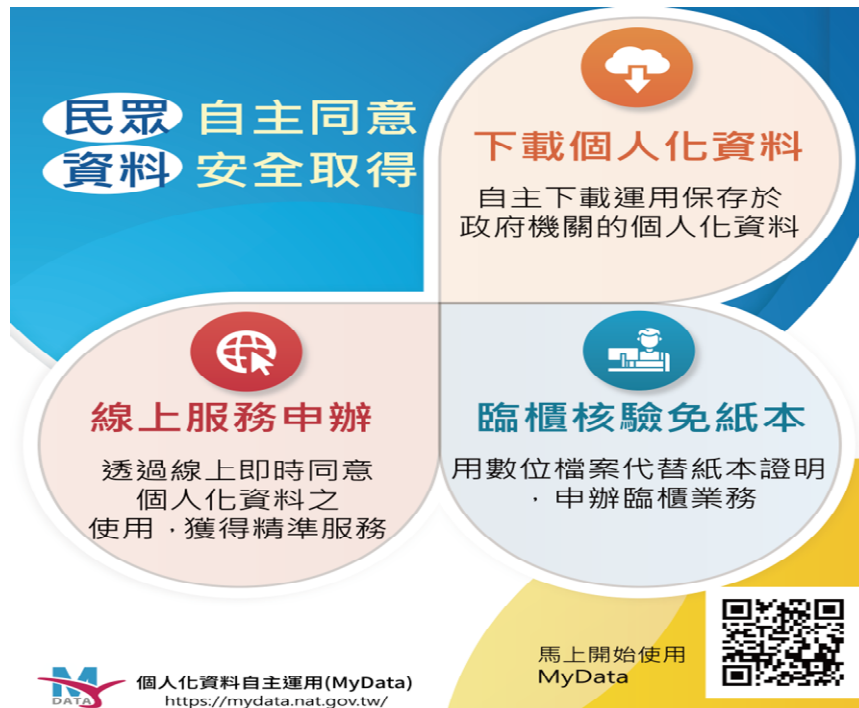 民眾 自主同意
資料 安全取得
下載個人化資料
自主下載運用保存於
政府機關的個人化資料
線上服務申辦
透過線上即時同意
個人化資料之
使用，獲得精準服務
臨櫃核驗免紙本
用數位檔案代替紙本證明
，申辦臨櫃業務
馬上開始使用
MyData
MY
DATA
個人化資料自主運用(MyData)
https://mydata.nat.gov.tw/